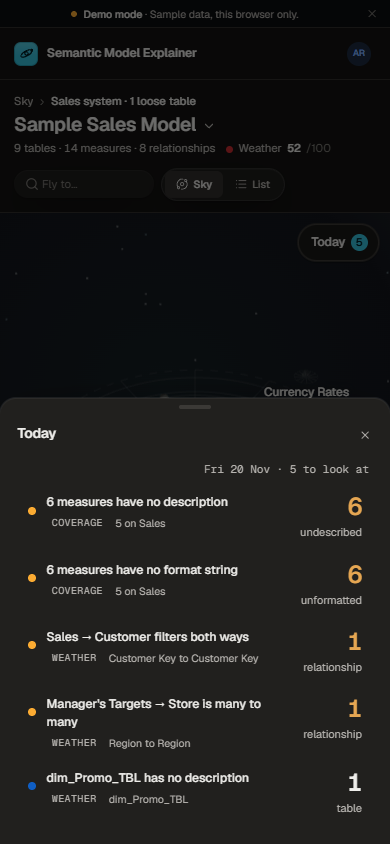 Demo mode · Sample data, this browser only.
Semantic Model Explainer
AR
Sky › Sales system · 1 loose table
Sample Sales Model
9 tables · 14 measures · 8 relationships Weather 52 /100
Fly to... Sky List
Today 5
Currency Rates
Today
Fri 20 Nov · 5 to look at
6 measures have no description 6
COVERAGE 5 on Sales undescribed
6 measures have no format string 6
COVERAGE 5 on Sales unformatted
Sales → Customer filters both ways 1
WEATHER Customer Key to Customer Key relationship
Manager's Targets → Store is many to 1
many relationship
WEATHER Region to Region
dim_Promo_TBL has no description 1
WEATHER dim_Promo_TBL table